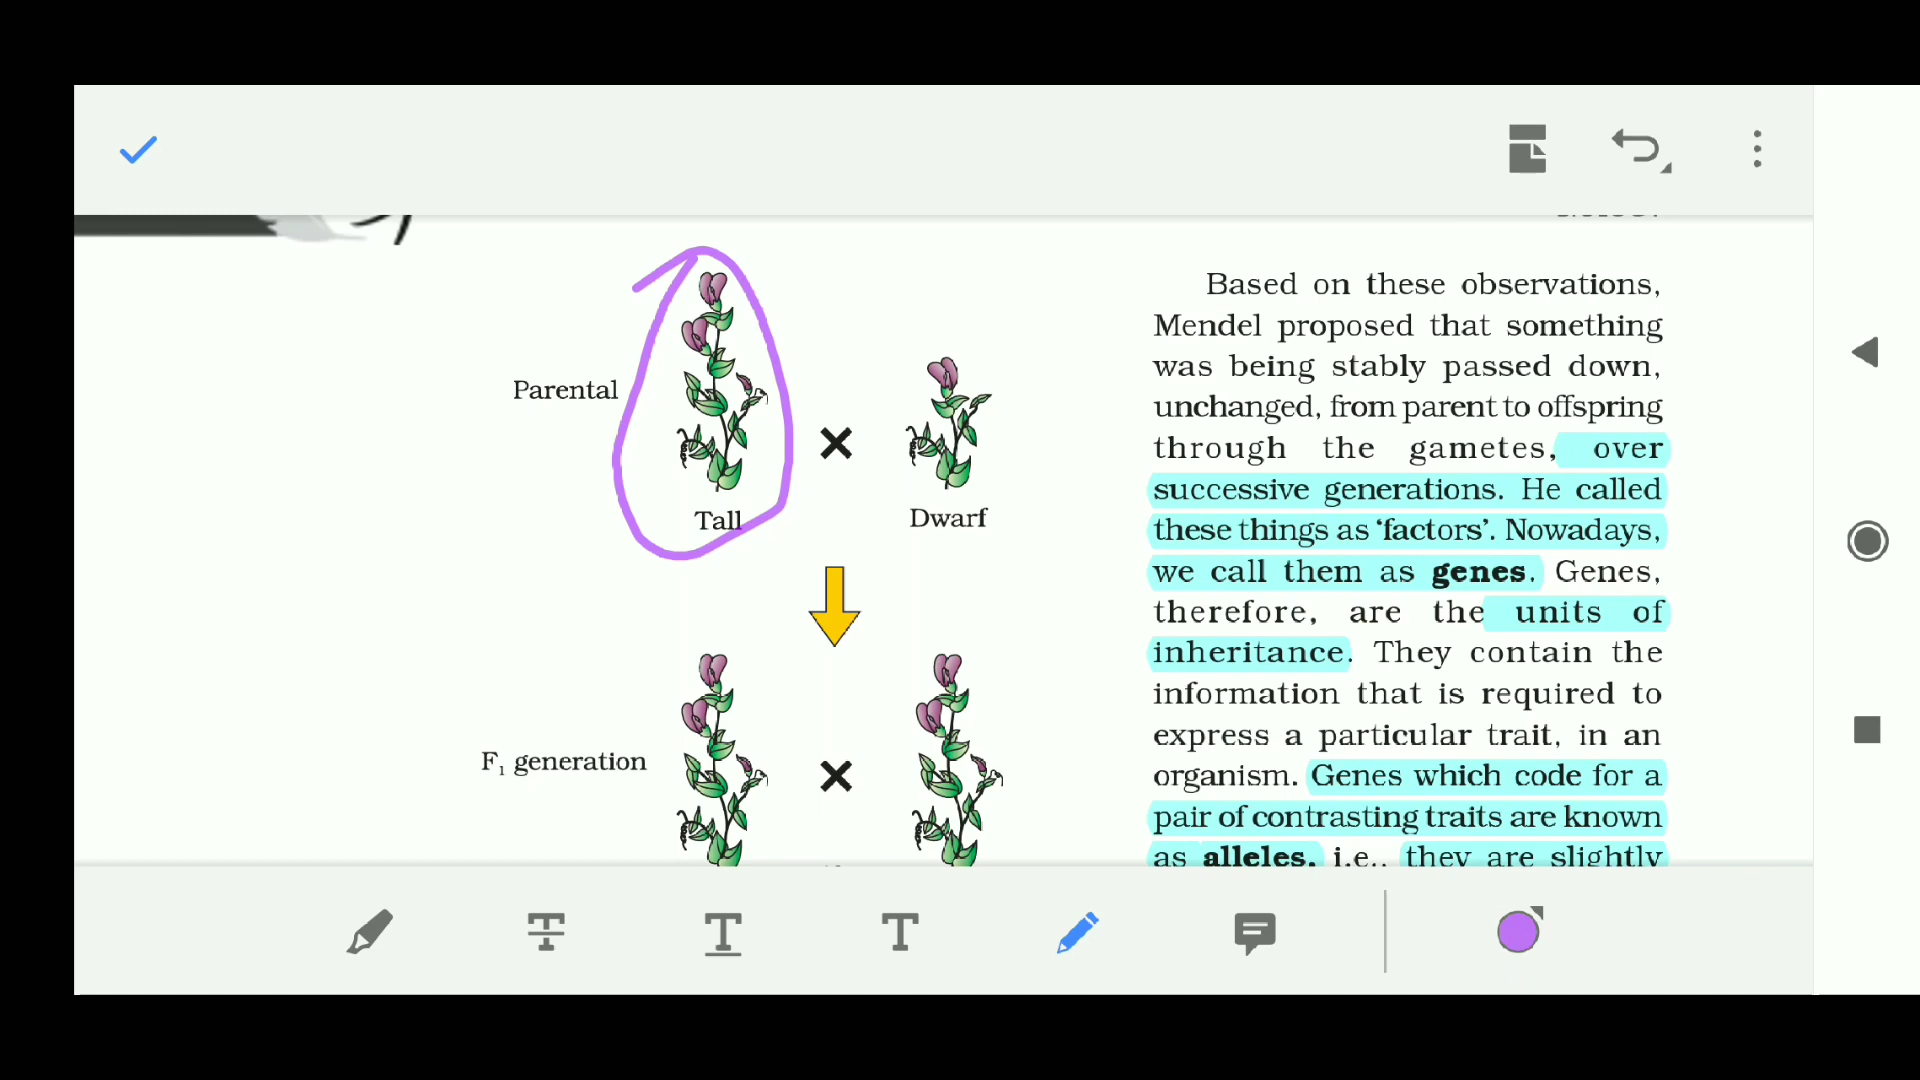 Parental
Tall
Dwarf
F₁ generation
Based on these observations,
Mendel proposed that something
was being stably passed down,
unchanged, from parent to offspring
through the gametes, over
successive generations. He called
these things as ‘factors’. Nowadays,
we call them as genes. Genes,
therefore, are the units of
inheritance. They contain the
information that is required to
express a particular trait, in an
organism. Genes which code for a
pair of contrasting traits are known
as alleles, i.e., they are slightly